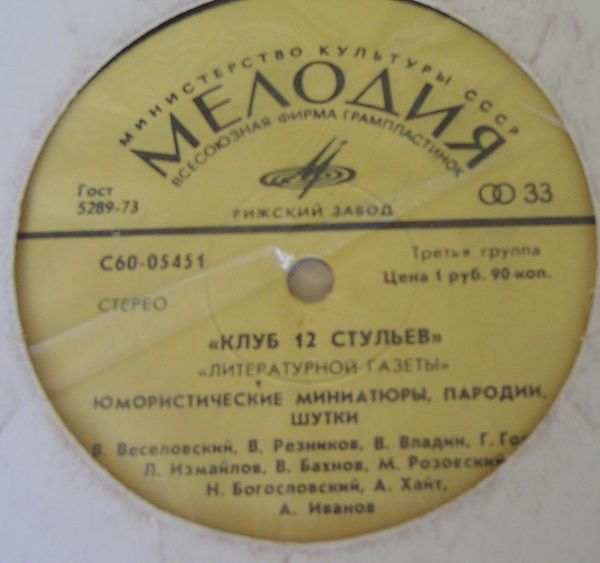 МИНИСТЕРСТВО КУЛЬТУРЫ СССР
МЕЛОДИЯ
ВСЕСОЮЗНАЯ ФИРМА ГРАМПЛАСТИНОК
Гост
5289-73
33
РИЖСКИЙ ЗАВОД
С60-05451
Третья группа
Цена 1 руб. 90 коп.
СТЕРЕО
«КЛУБ 12 СТУЛЬЕВ»
«ЛИТЕРАТУРНОЙ ГАЗЕТЫ»
ЮМОРИСТИЧЕСКИЕ МИНИАТЮРЫ, ПАРОДИИ,
ШУТКИ
В. Веселовский, В. Резников, В. Владин, Г.
Л. Измайлов, В. Бахнов, М. Розовский
Н. Богословский, А. Хайт,
А. Иванов